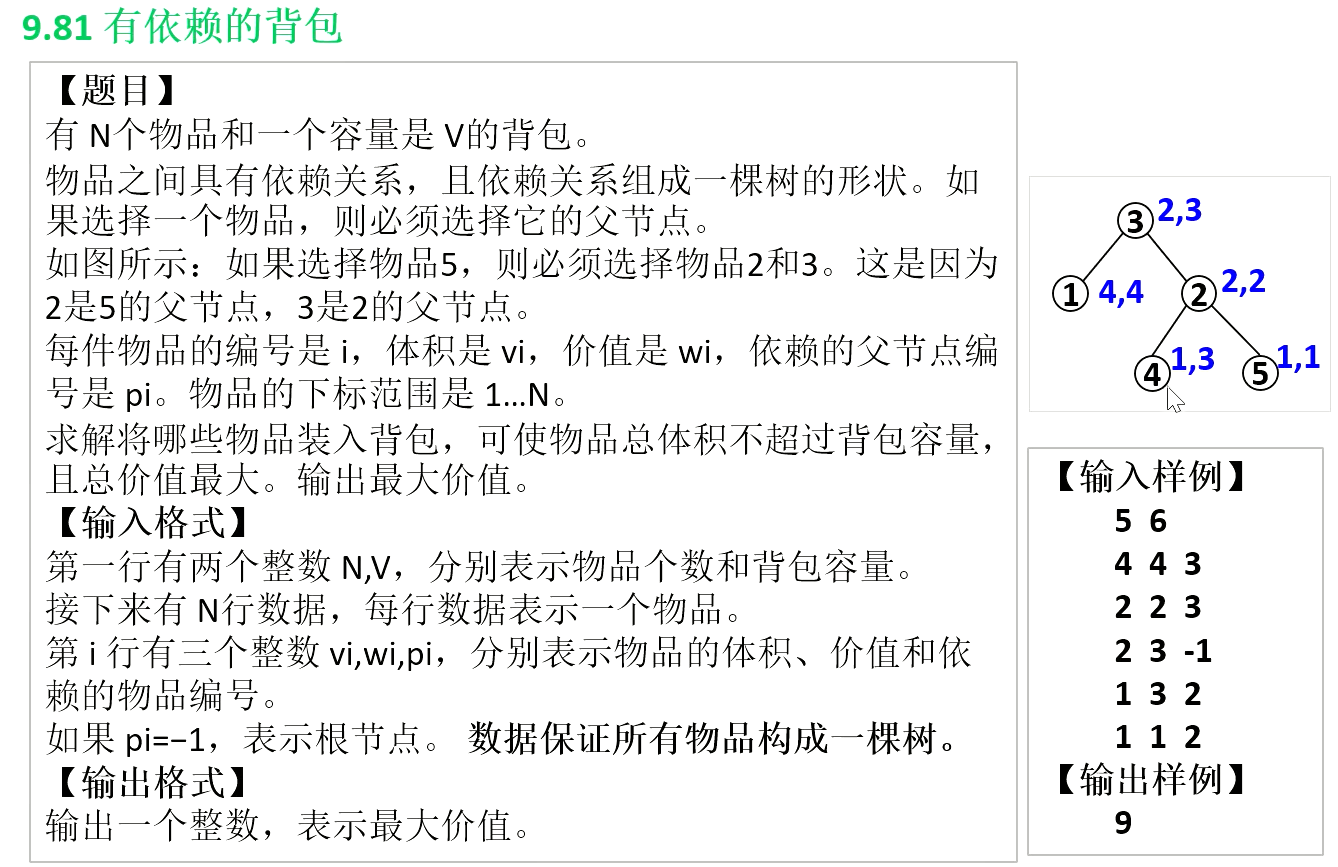 9.81 有依赖的背包
【题目】
有 N个物品和一个容量是 V的背包。
物品之间具有依赖关系，且依赖关系组成一棵树的形状。如
果选择一个物品，则必须选择它的父节点。
如图所示：如果选择物品5，则必须选择物品2和3。这是因为
2是5的父节点，3是2的父节点。
每件物品的编号是 i，体积是 vi，价值是 wi，依赖的父节点编
号是 pi。物品的下标范围是 1…N。
求解将哪些物品装入背包，可使物品总体积不超过背包容量，
且总价值最大。输出最大价值。
【输入格式】
第一行有两个整数 N,V，分别表示物品个数和背包容量。
接下来有 N行数据，每行数据表示一个物品。
第 i 行有三个整数 vi,wi,pi，分别表示物品的体积、价值和依
赖的物品编号。
如果 pi=−1，表示根节点。 数据保证所有物品构成一棵树。
【输出格式】
输出一个整数，表示最大价值。
3 2,3
1 4,4 2 2,2
4 1,3 5 1,1
【输入样例】
5 6
4 4 3
2 2 3
2 3 -1
1 3 2
1 1 2
【输出样例】
9